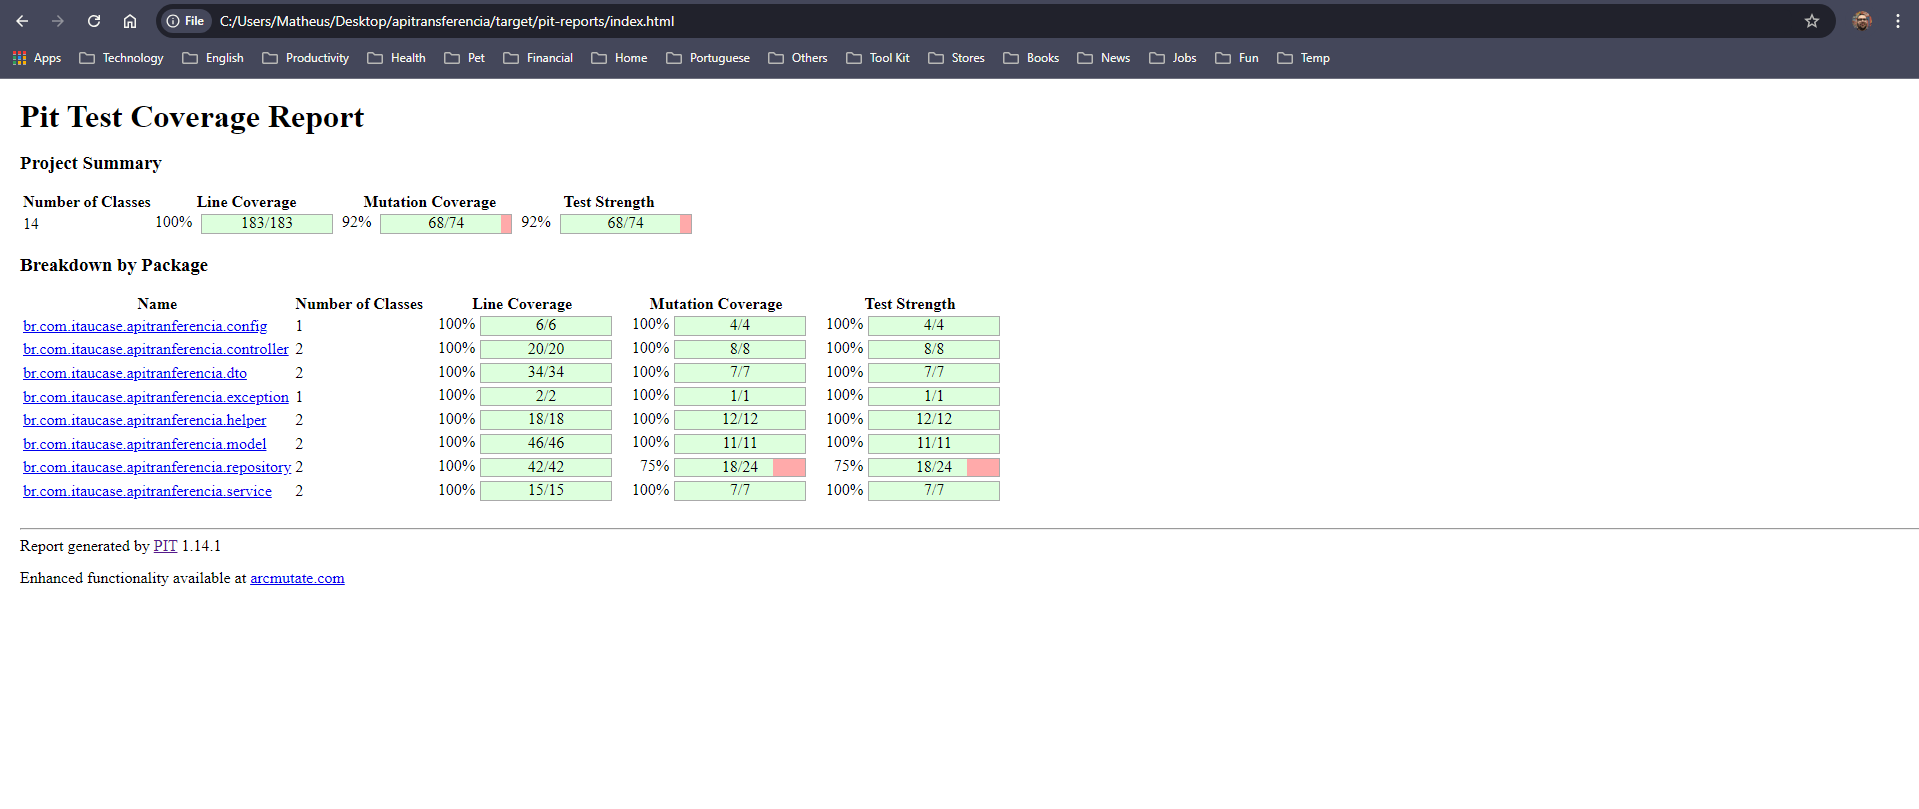 File C:/Users/Matheus/Desktop/apitransferencia/target/pit-reports/index.html
Apps Technology English Productivity Health Pet Financial Home Portuguese Others Tool Kit Stores Books News Jobs Fun Temp
Pit Test Coverage Report
Project Summary
Number of Classes Line Coverage Mutation Coverage Test Strength
14 100% 183/183 92% 68/74 92% 68/74
Breakdown by Package
Name Number of Classes Line Coverage Mutation Coverage Test Strength
br.com.itaucase.apitranferencia.config 1 100% 6/6 100% 4/4 100% 4/4
br.com.itaucase.apitranferencia.controller 2 100% 20/20 100% 8/8 100% 8/8
br.com.itaucase.apitranferencia.dto 2 100% 34/34 100% 7/7 100% 7/7
br.com.itaucase.apitranferencia.exception 1 100% 2/2 100% 1/1 100% 1/1
br.com.itaucase.apitranferencia.helper 2 100% 18/18 100% 12/12 100% 12/12
br.com.itaucase.apitranferencia.model 2 100% 46/46 100% 11/11 100% 11/11
br.com.itaucase.apitranferencia.repository 2 100% 42/42 75% 18/24 75% 18/24
br.com.itaucase.apitranferencia.service 2 100% 15/15 100% 7/7 100% 7/7
Report generated by PIT 1.14.1
Enhanced functionality available at arcmutate.com